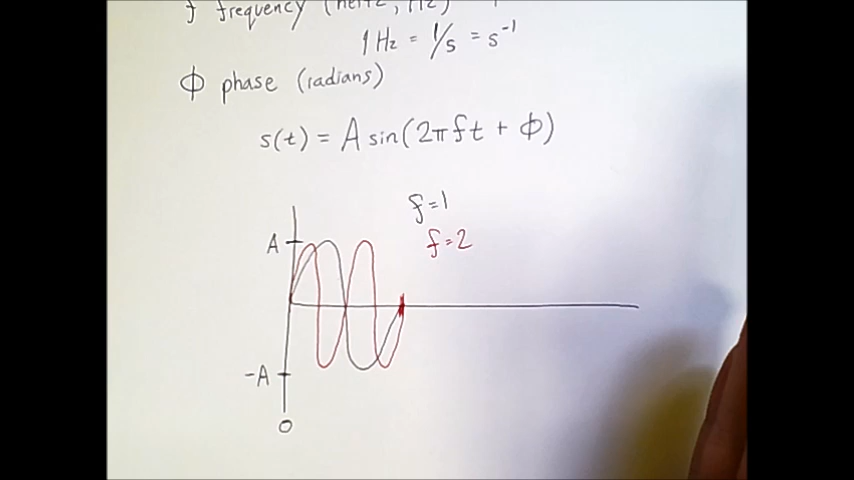 f frequency (hertz, Hz)
1 Hz = 1/s = s⁻¹
Φ phase (radians)
s(t) = A sin(2πft + Φ)
f=1
f=2
A
-A
0